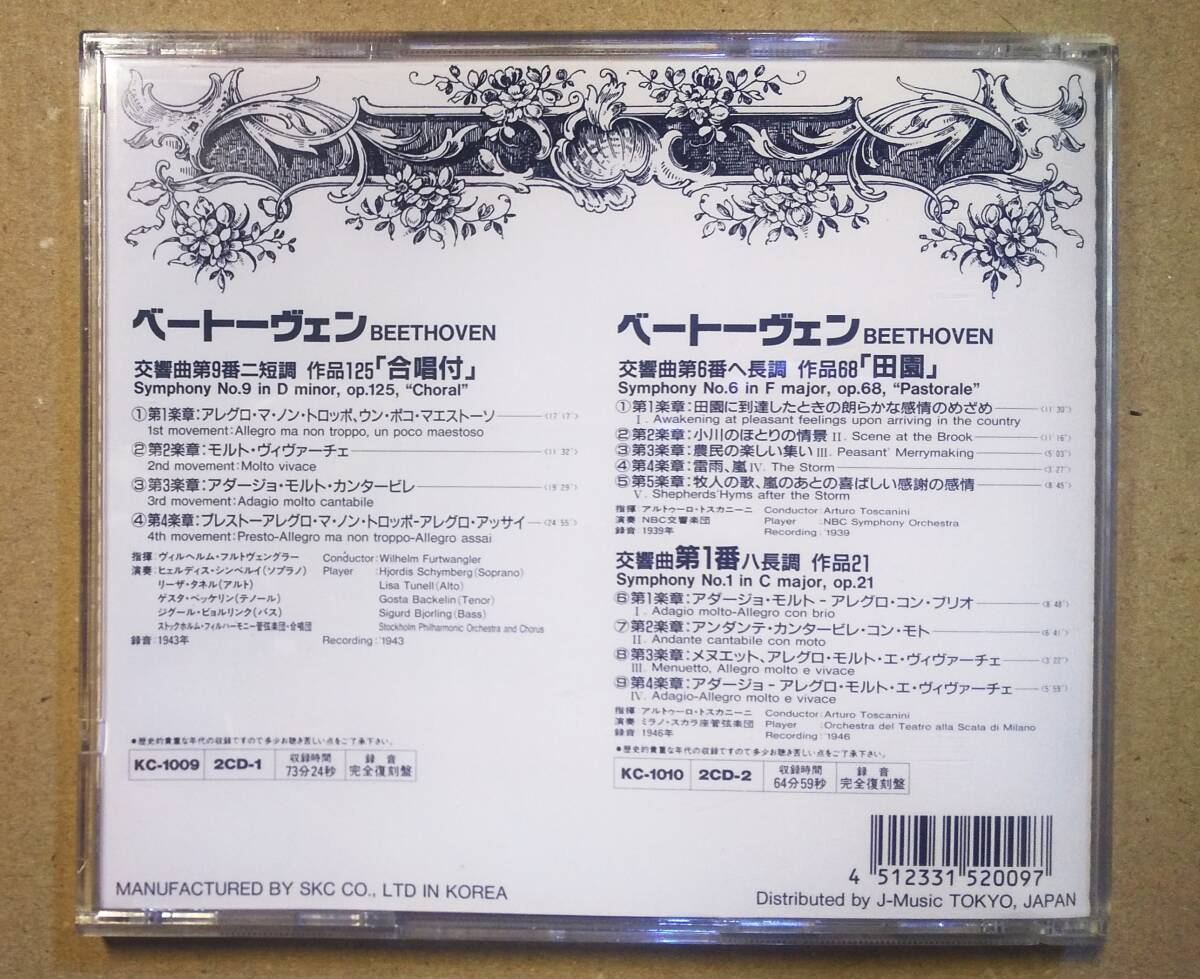 ベートーヴェン BEETHOVEN
交響曲第9番ニ短調 作品125「合唱付」
Symphony No.9 in D minor, op.125, “Choral”
①第1楽章:アレグロ・マ・ノン・トロッポ、ウン・ポコ・マエストーソ 〈17'17"〉
1st movement:Allegro ma non troppo, un poco maestoso
②第2楽章:モルト・ヴィヴァーチェ 〈11'32"〉
2nd movement:Molto vivace
③第3楽章:アダージョ・モルト・カンタービレ 〈19'29"〉
3rd movement:Adagio molto cantabile
④第4楽章:プレストーアレグロ・マ・ノン・トロッポ-アレグロ・アッサイ 〈24'55"〉
4th movement:Presto-Allegro ma non troppo-Allegro assai
指揮:ヴィルヘルム・フルトヴェングラー Conductor:Wilhelm Furtwangler
演奏:ヒェルディス・シンベルイ(ソプラノ) Player :Hjordis Schymberg(Soprano)
リーザ・タネル(アルト) Lisa Tunell(Alto)
ゲスタ・ベッケリン(テノール) Gosta Backelin(Tenor)
ジグール・ビョルリンク(バス) Sigurd Bjorling(Bass)
ストックホルム・フィルハーモニー管弦楽団・合唱団 Stockholm Philharmonic Orchestra and Chorus
録音:1943年 Recording:1943
●歴史的貴重な年代の収録ですので多少お聴き苦しい点をご了承下さい。
KC-1009 2CD-1 収録時間 73分24秒 録音 完全復刻盤
MANUFACTURED BY SKC CO., LTD IN KOREA
ベートーヴェン BEETHOVEN
交響曲第6番ヘ長調 作品68「田園」
Symphony No.6 in F major, op.68, “Pastorale”
①第1楽章:田園に到達したときの朗らかな感情のめざめ 〈11'30"〉
I. Awakening at pleasant feelings upon arriving in the country
②第2楽章:小川のほとりの情景 II. Scene at the Brook 〈11'16"〉
③第3楽章:農民の楽しい集い III. Peasant' Merrymaking 〈5'03"〉
④第4楽章:雷雨、嵐 IV. The Storm 〈3'27"〉
⑤第5楽章:牧人の歌、嵐のあとの喜ばしい感謝の感情 〈8'45"〉
V. Shepherds'Hyms after the Storm
指揮:アルトゥーロ・トスカニーニ Conductor:Arturo Toscanini
演奏:NBC交響楽団 Player :NBC Symphony Orchestra
録音:1939年 Recording:1939
交響曲第1番ハ長調 作品21
Symphony No.1 in C major, op.21
⑥第1楽章:アダージョ・モルト-アレグロ・コン・ブリオ 〈8'48"〉
I. Adagio molto-Allegro con brio
⑦第2楽章:アンダンテ・カンタービレ・コン・モト 〈6'41"〉
II. Andante cantabile con moto
⑧第3楽章:メヌエット、アレグロ・モルト・エ・ヴィヴァーチェ 〈3'22"〉
III. Menuetto, Allegro molto e vivace
⑨第4楽章:アダージョ-アレグロ・モルト・エ・ヴィヴァーチェ 〈5'59"〉
IV. Adagio-Allegro molto e vivace
指揮:アルトゥーロ・トスカニーニ Conductor:Arturo Toscanini
演奏:ミラノ・スカラ座管弦楽団 Player :Orchestra del Teatro alla Scala di Milano
録音:1946年 Recording:1946
●歴史的貴重な年代の収録ですので多少お聴き苦しい点をご了承下さい。
KC-1010 2CD-2 収録時間 64分59秒 録音 完全復刻盤
4 512331 520097
Distributed by J-Music TOKYO, JAPAN